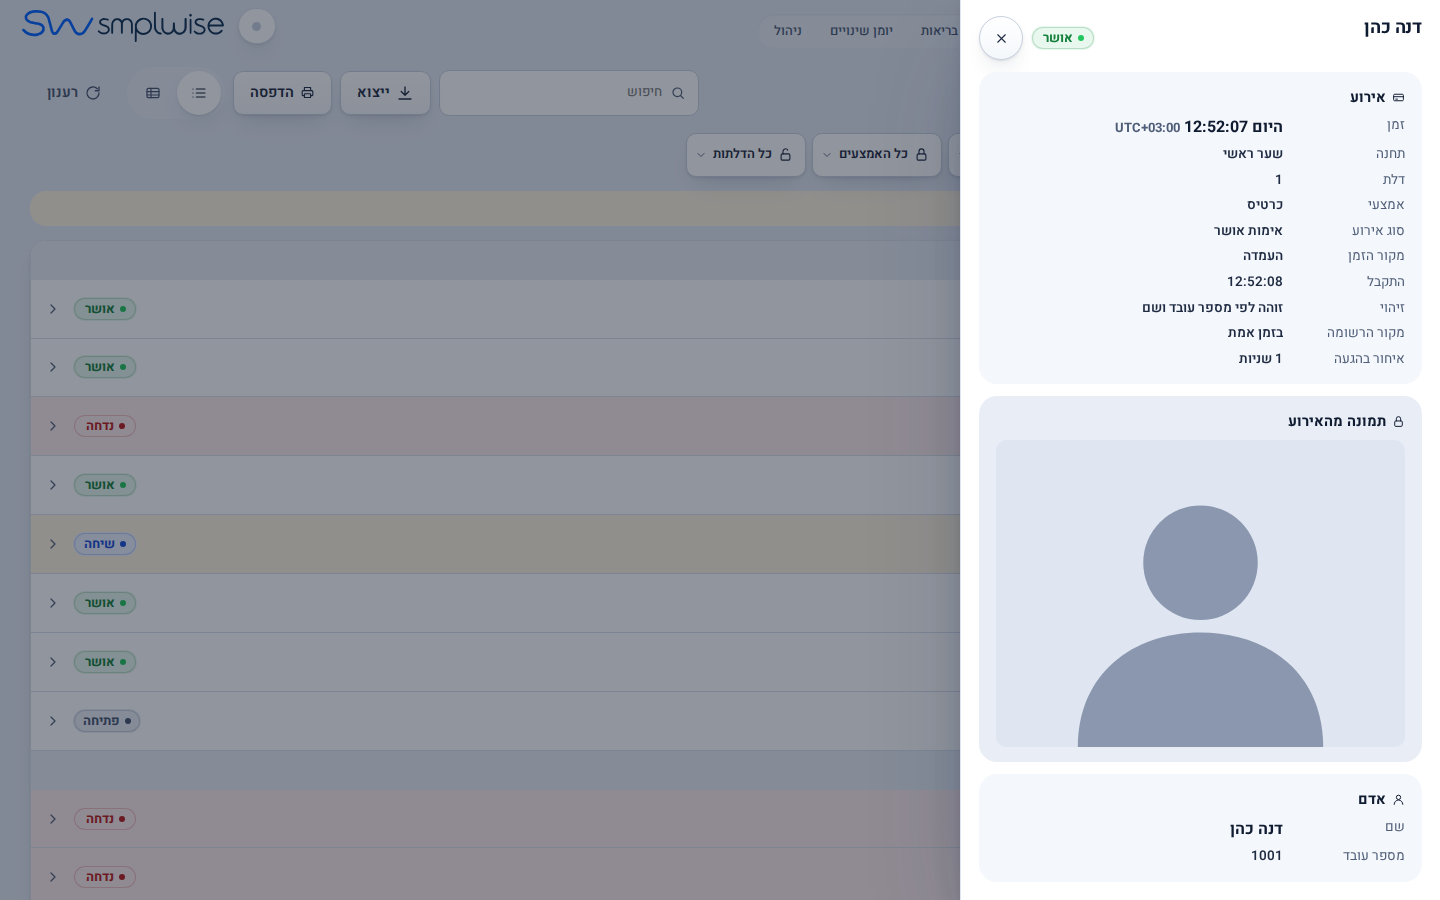 דנה כהן
אושר
אירוע
זמן היום 12:52:07 UTC+03:00
תחנה שער ראשי
דלת 1
אמצעי כרטיס
סוג אירוע אימות אושר
מקור הזמן העמדה
התקבל 12:52:08
זיהוי זוהה לפי מספר עובד ושם
מקור הרשומה בזמן אמת
איחור בהגעה 1 שניות
תמונה מהאירוע
אדם
שם דנה כהן
מספר עובד 1001
בריאות יומן שינויים ניהול
smplwise
חיפוש
ייצוא
הדפסה
רענון
כל האמצעים
כל הדלתות
אושר
אושר
נדחה
אושר
שיחה
אושר
אושר
פתיחה
נדחה
נדחה